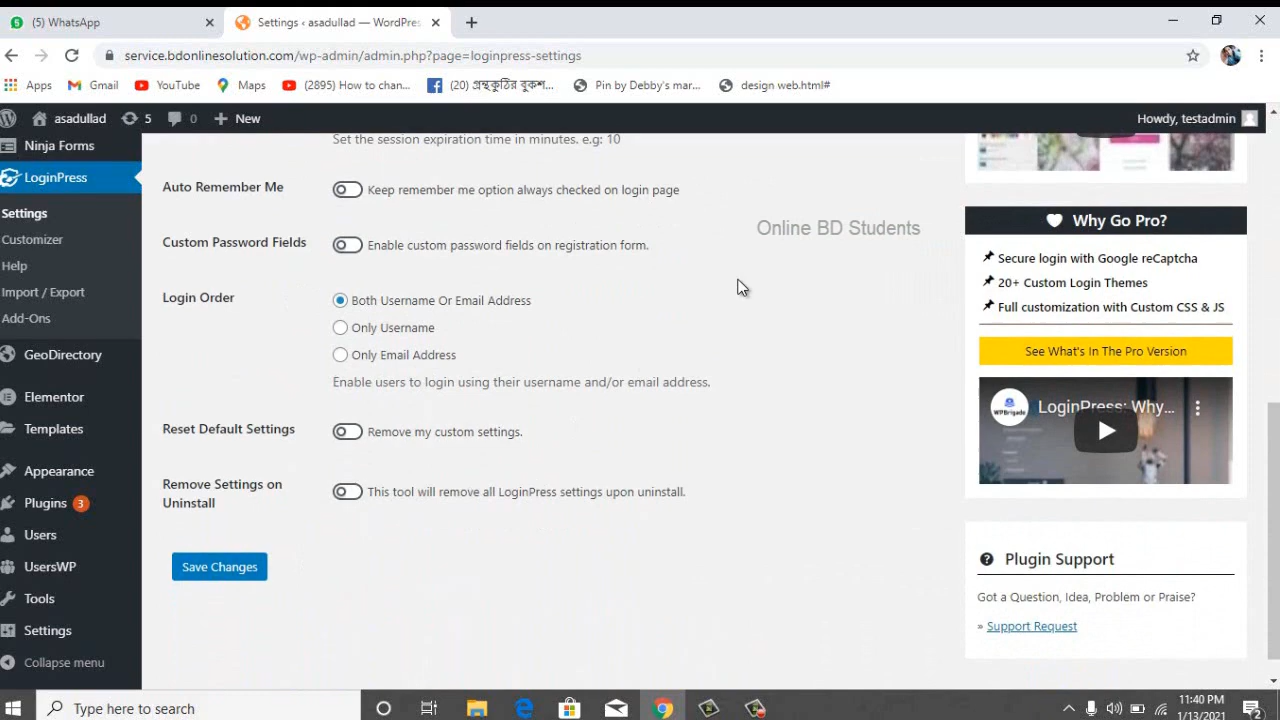 (5) WhatsApp
Settings ‹ asadullad — WordPres
service.bdonlinesolution.com/wp-admin/admin.php?page=loginpress-settings
Apps
Gmail
YouTube
Maps
(2895) How to chan...
(20) গ্রন্থকুঠির বুকশ...
Pin by Debby's mar...
design web.html#
asadullad
5
0
New
Howdy, testadmin
Ninja Forms
LoginPress
Settings
Customizer
Help
Import / Export
Add-Ons
GeoDirectory
Elementor
Templates
Appearance
Plugins 3
Users
UsersWP
Tools
Settings
Collapse menu
Set the session expiration time in minutes. e.g: 10
Auto Remember Me
Keep remember me option always checked on login page
Online BD Students
Custom Password Fields
Enable custom password fields on registration form.
Login Order
Both Username Or Email Address
Only Username
Only Email Address
Enable users to login using their username and/or email address.
Reset Default Settings
Remove my custom settings.
Remove Settings on
Uninstall
This tool will remove all LoginPress settings upon uninstall.
Save Changes
Why Go Pro?
Secure login with Google reCaptcha
20+ Custom Login Themes
Full customization with Custom CSS & JS
See What's In The Pro Version
WPBrigade
LoginPress: Why...
Plugin Support
Got a Question, Idea, Problem or Praise?
» Support Request
Type here to search
11:40 PM
1/13/2021
2